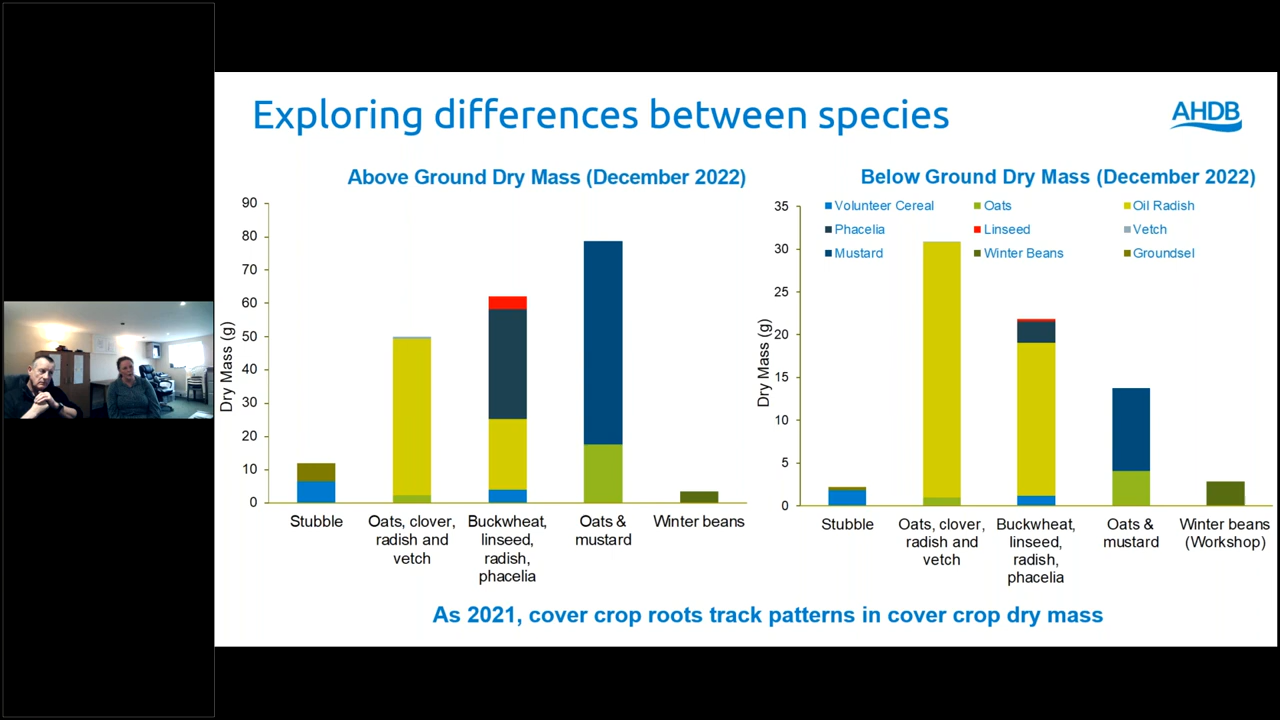 Exploring differences between species
AHDB
Above Ground Dry Mass (December 2022)
90
80
70
60
50
40
30
20
10
0
Dry Mass (g)
Stubble
Oats, clover,
radish and
vetch
Buckwheat,
linseed,
radish,
phacelia
Oats &
mustard
Winter beans
Below Ground Dry Mass (December 2022)
35
30
25
20
15
10
5
0
Dry Mass (g)
Volunteer Cereal
Oats
Oil Radish
Phacelia
Linseed
Vetch
Mustard
Winter Beans
Groundsel
Stubble
Oats, clover,
radish and
vetch
Buckwheat,
linseed,
radish,
phacelia
Oats &
mustard
Winter beans
(Workshop)
As 2021, cover crop roots track patterns in cover crop dry mass